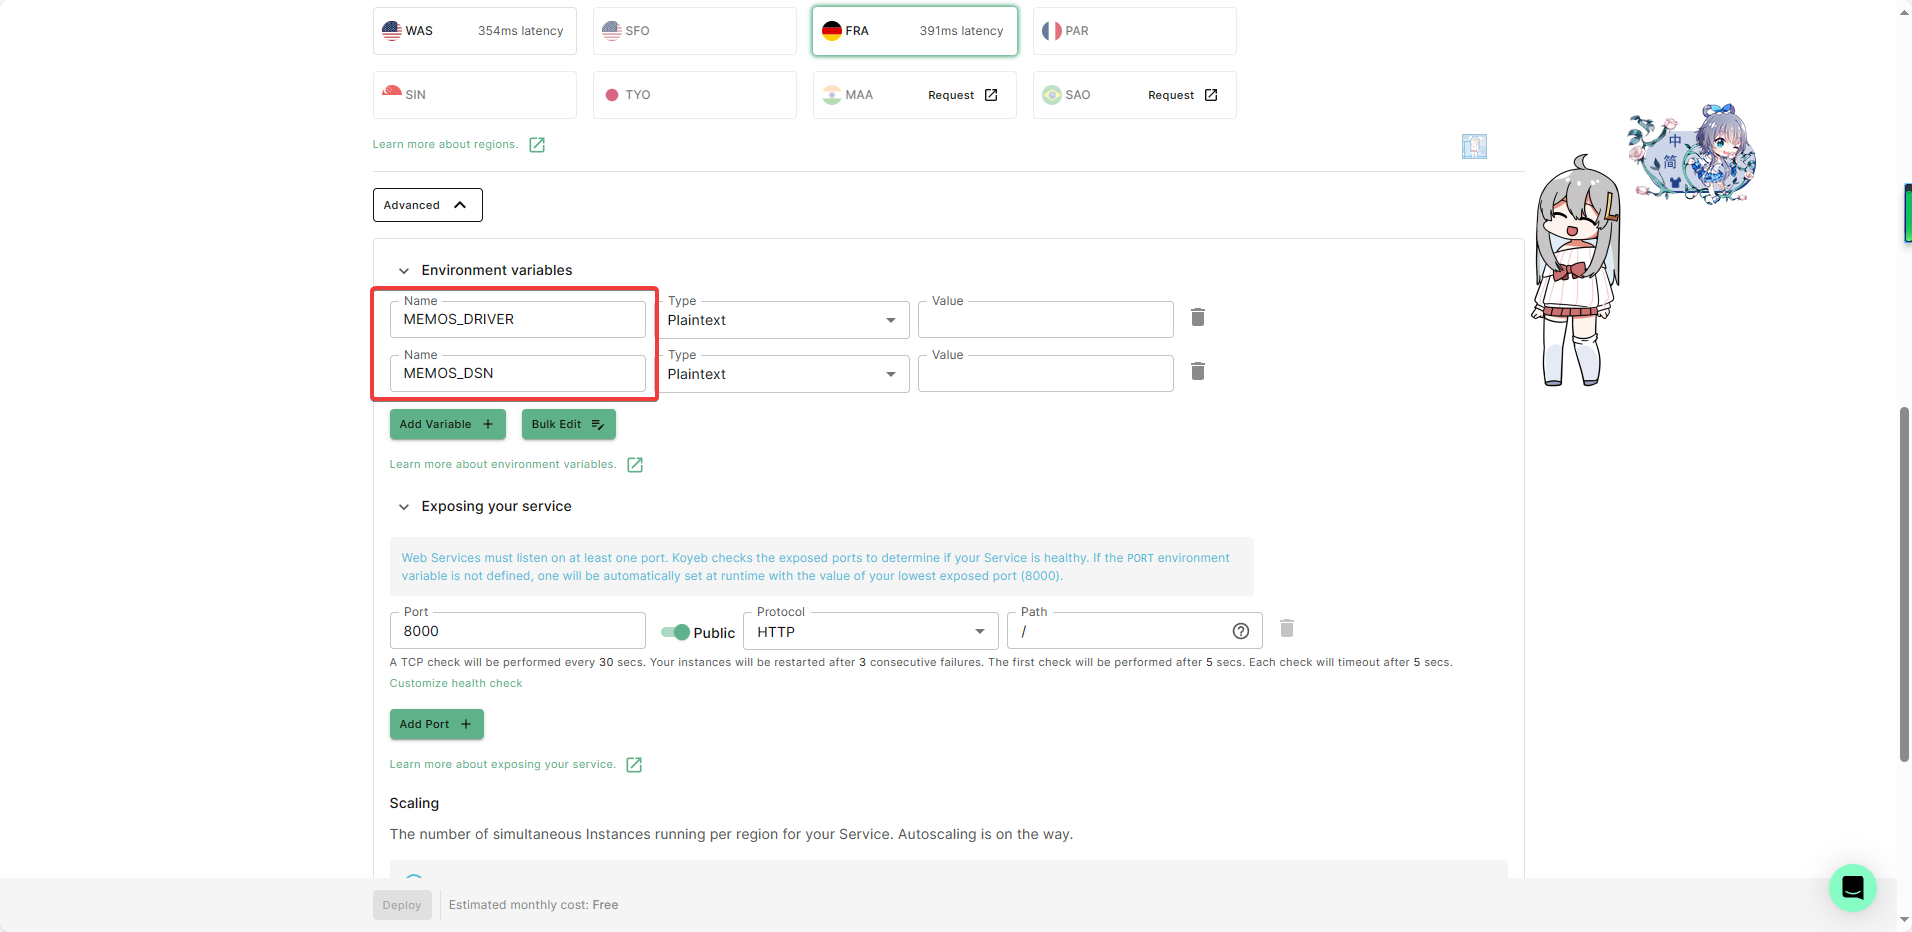 WAS 354ms latency
SFO
FRA 391ms latency
PAR
SIN
TYO
MAA Request
SAO Request
Learn more about regions.
中
简
Advanced
Environment variables
Name Type Value
MEMOS_DRIVER Plaintext
Name Type Value
MEMOS_DSN Plaintext
Add Variable Bulk Edit
Learn more about environment variables.
Exposing your service
Web Services must listen on at least one port. Koyeb checks the exposed ports to determine if your Service is healthy. If the PORT environment
variable is not defined, one will be automatically set at runtime with the value of your lowest exposed port (8000).
Port Protocol Path
8000 Public HTTP /
A TCP check will be performed every 30 secs. Your instances will be restarted after 3 consecutive failures. The first check will be performed after 5 secs. Each check will timeout after 5 secs.
Customize health check
Add Port
Learn more about exposing your service.
Scaling
The number of simultaneous Instances running per region for your Service. Autoscaling is on the way.
Deploy Estimated monthly cost: Free